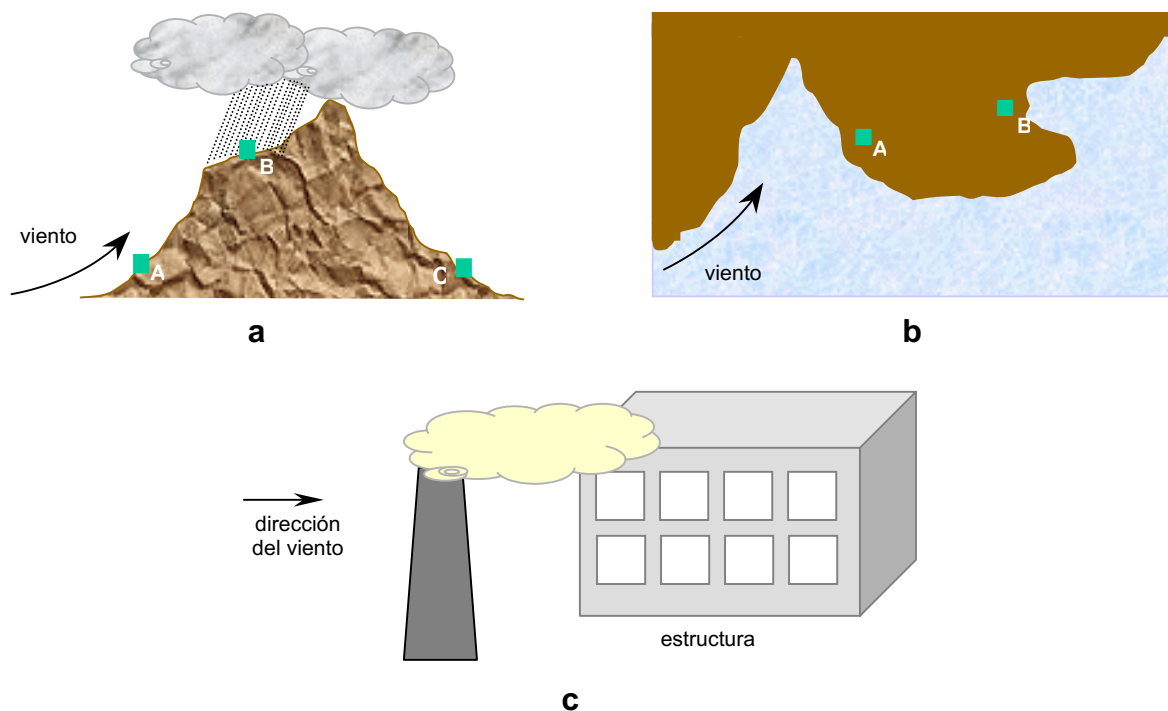 viento
B
A
C
a
A
B
viento
b
dirección
del viento
estructura
c